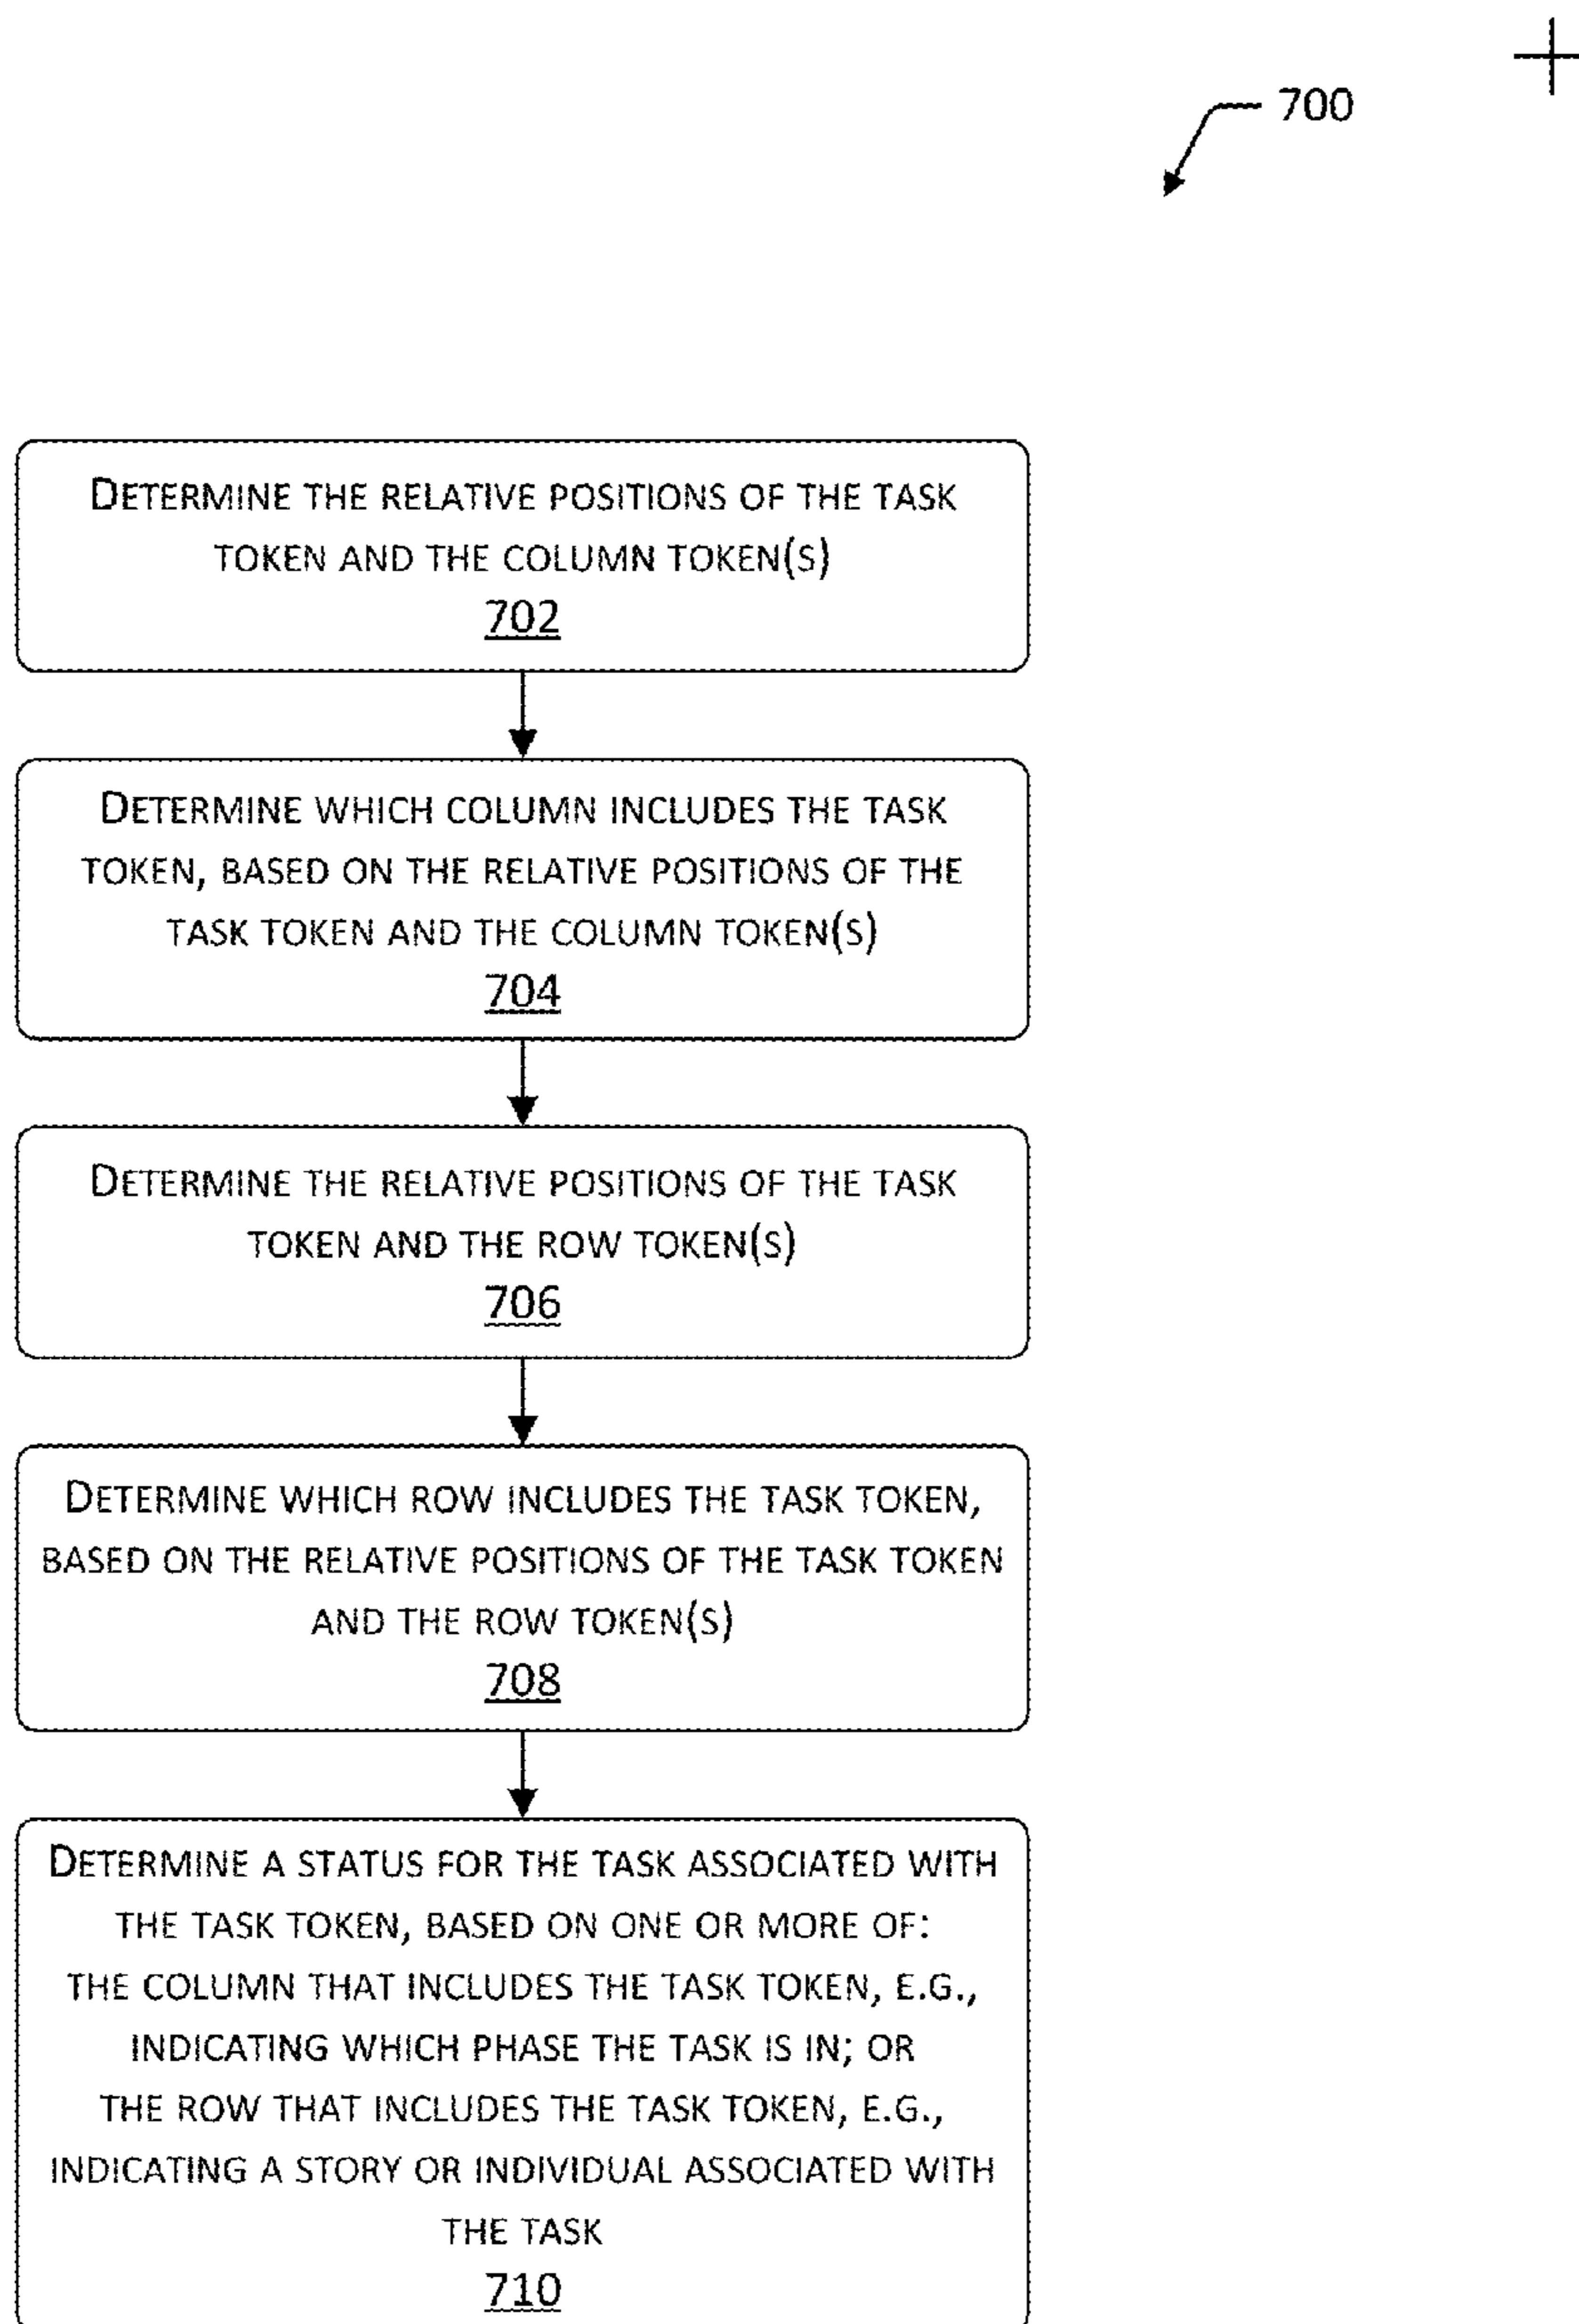 700
DETERMINE THE RELATIVE POSITIONS OF THE TASK
TOKEN AND THE COLUMN TOKEN(S)
702
DETERMINE WHICH COLUMN INCLUDES THE TASK
TOKEN, BASED ON THE RELATIVE POSITIONS OF THE
TASK TOKEN AND THE COLUMN TOKEN(S)
704
DETERMINE THE RELATIVE POSITIONS OF THE TASK
TOKEN AND THE ROW TOKEN(S)
706
DETERMINE WHICH ROW INCLUDES THE TASK TOKEN,
BASED ON THE RELATIVE POSITIONS OF THE TASK TOKEN
AND THE ROW TOKEN(S)
708
DETERMINE A STATUS FOR THE TASK ASSOCIATED WITH
THE TASK TOKEN, BASED ON ONE OR MORE OF:
THE COLUMN THAT INCLUDES THE TASK TOKEN, E.G.,
INDICATING WHICH PHASE THE TASK IS IN; OR
THE ROW THAT INCLUDES THE TASK TOKEN, E.G.,
INDICATING A STORY OR INDIVIDUAL ASSOCIATED WITH
THE TASK
710